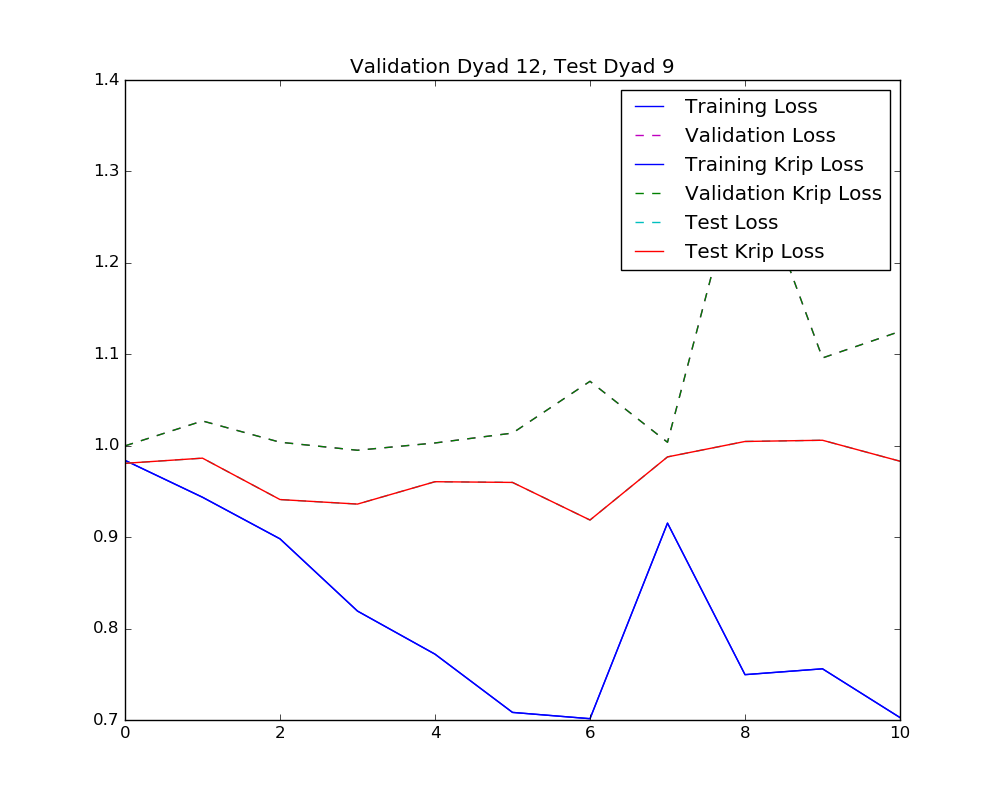 Validation Dyad 12, Test Dyad 9
1.4
1.3
1.2
1.1
1.0
0.9
0.8
0.7
0
2
4
6
8
10
Training Loss
Validation Loss
Training Krip Loss
Validation Krip Loss
Test Loss
Test Krip Loss